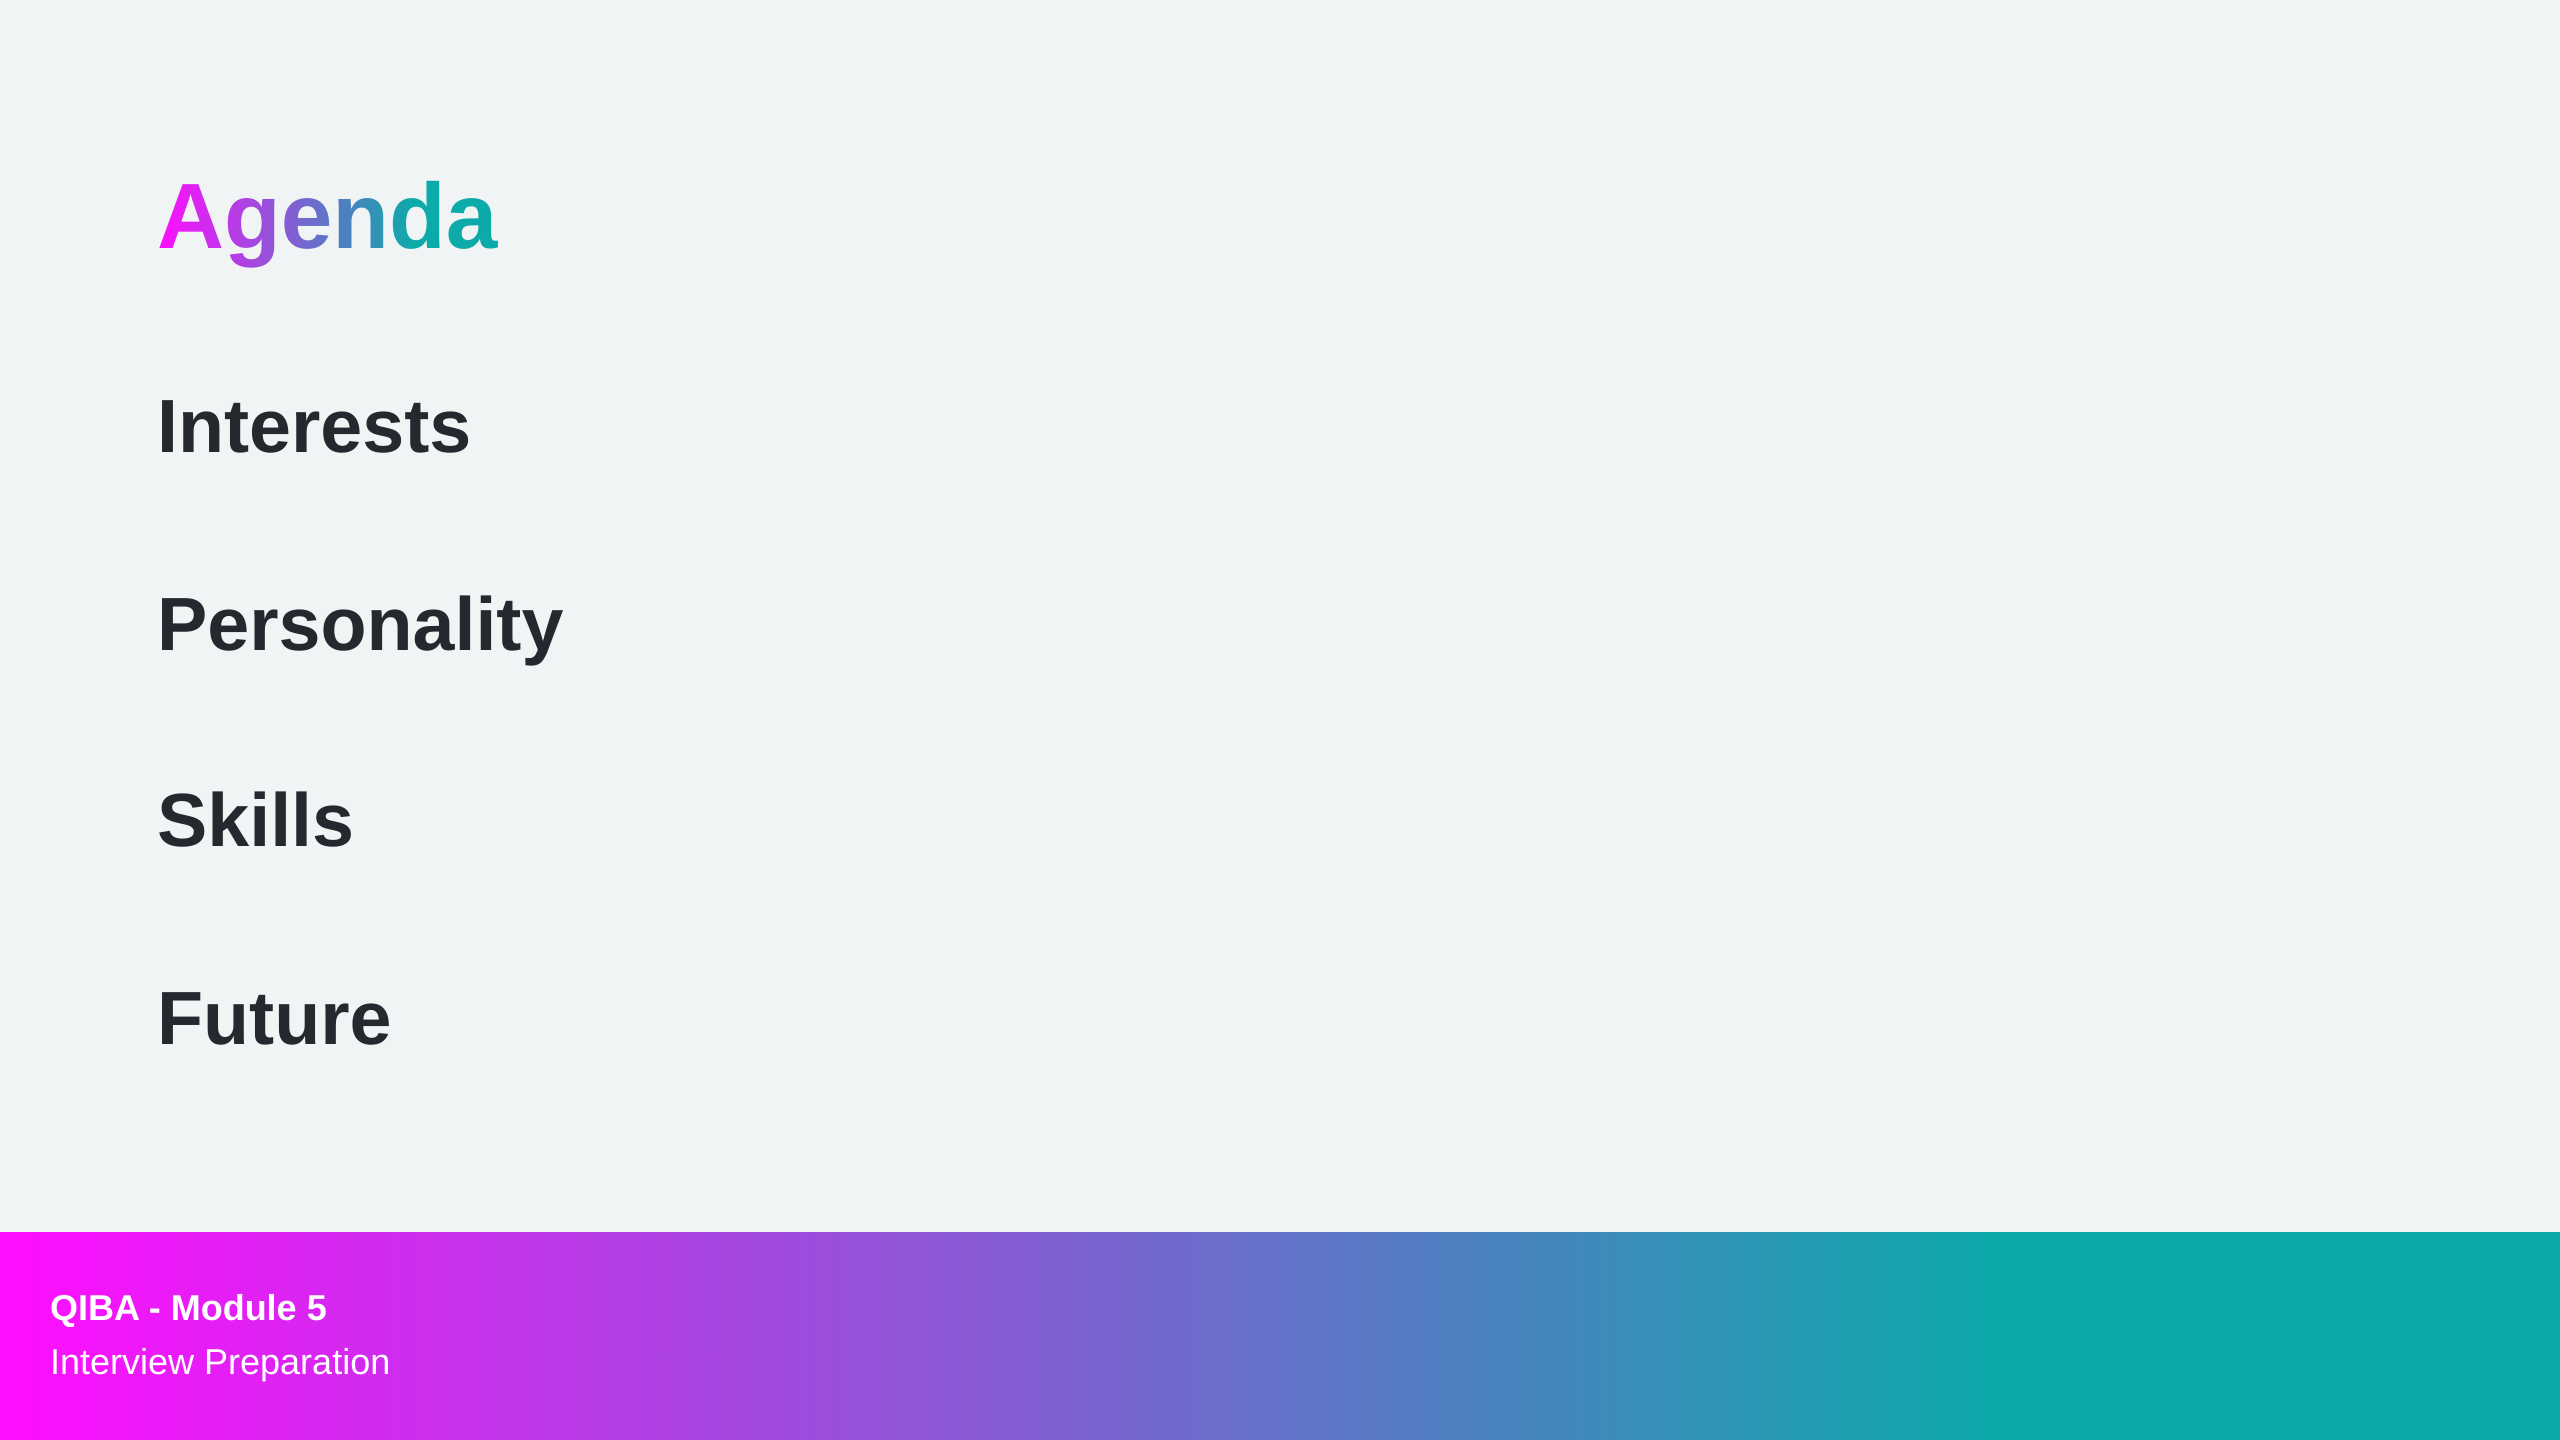 Agenda
Interests
Personality
Skills
Future
QIBA - Module 5
Interview Preparation